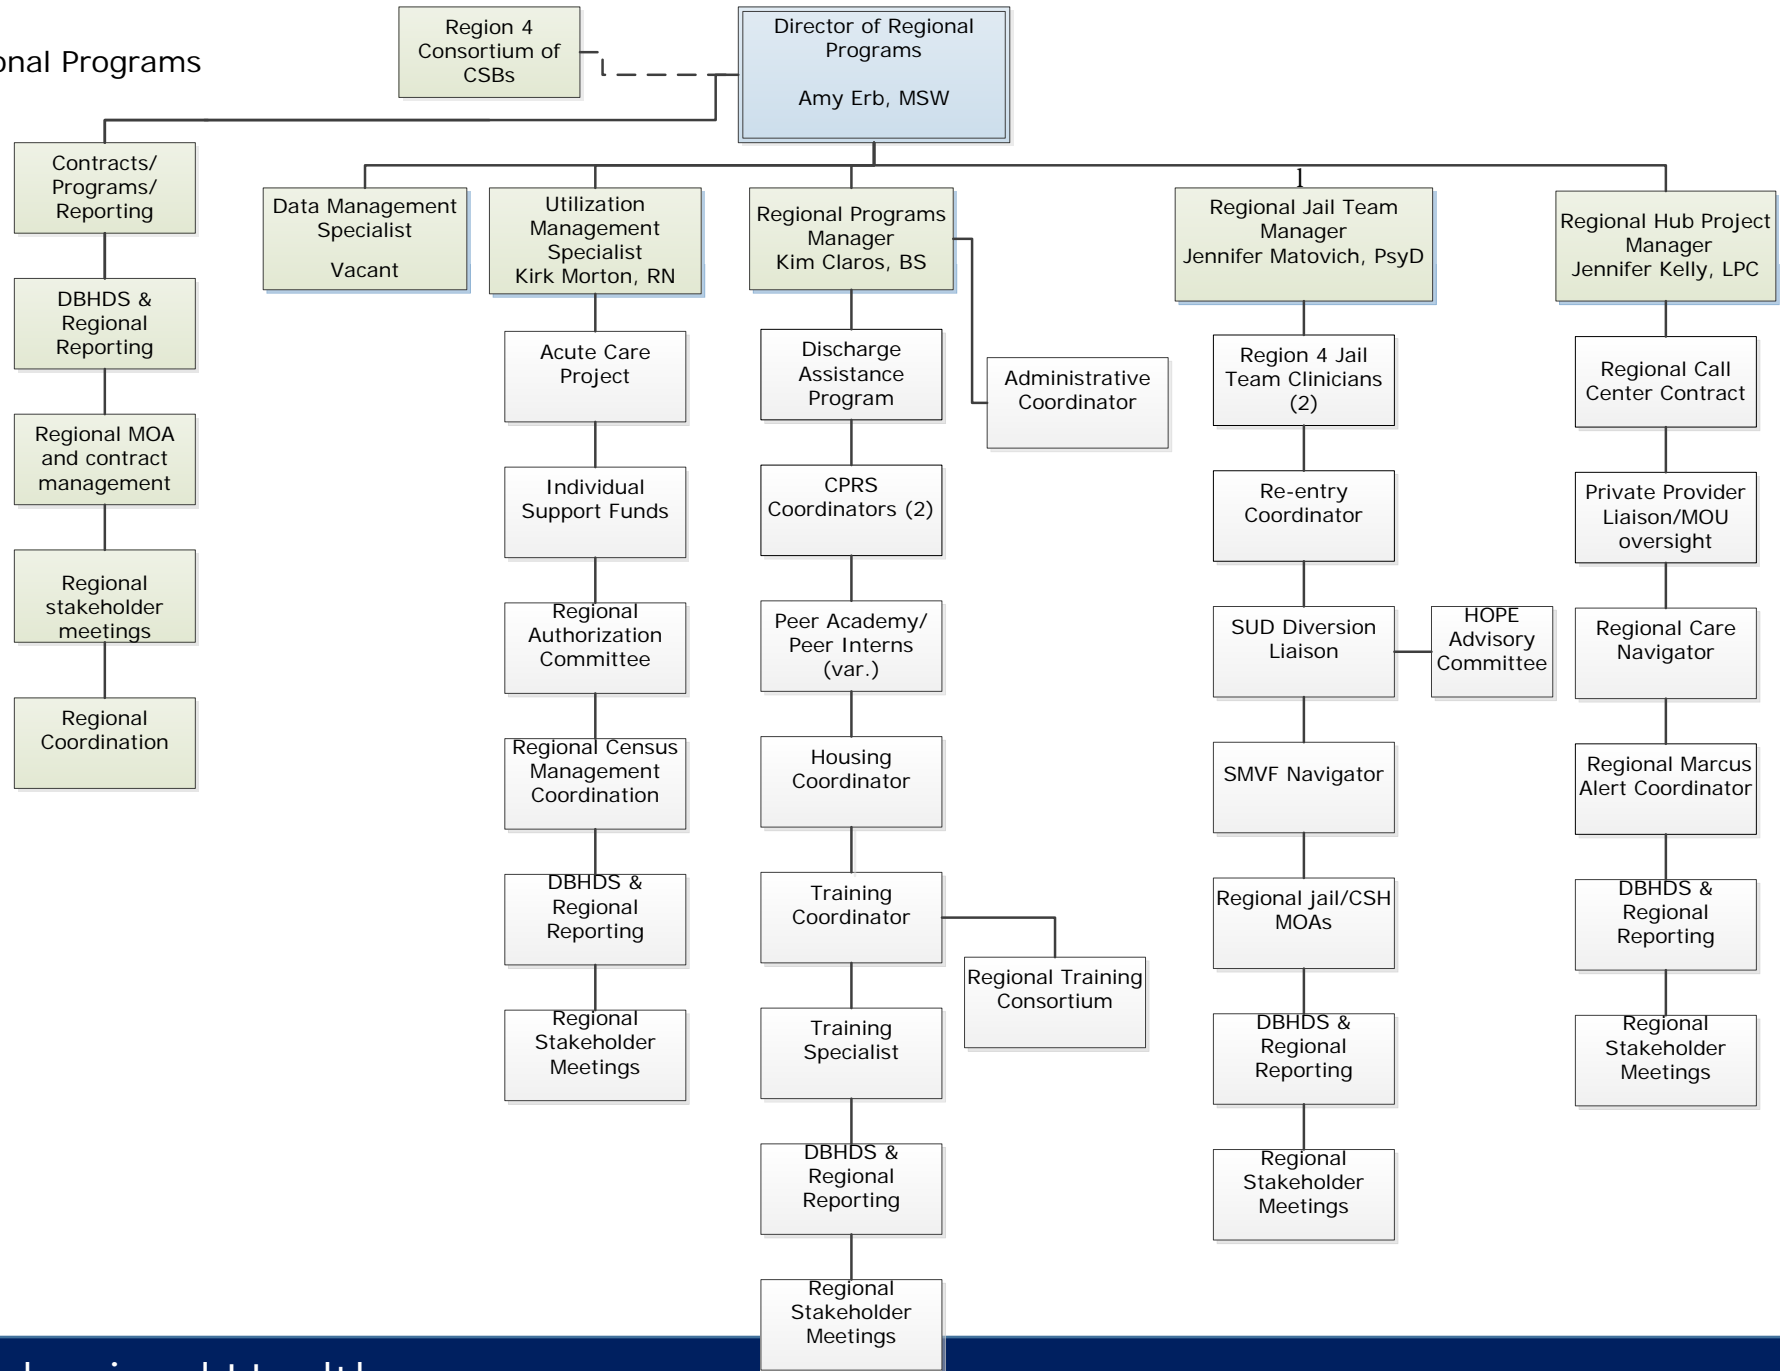 Region 4
Consortium of
CSBs
Director of Regional
Programs
Amy Erb, MSW
Programs
Contracts/
Programs/
Reporting
DBHDS &
Regional
Reporting
Regional MOA
and contract
management
Regional
stakeholder
meetings
Regional
Coordination
Data Management
Specialist
Vacant
Utilization
Management
Specialist
Kirk Morton, RN
Acute Care
Project
Individual
Support Funds
Regional
Authorization
Committee
Regional Census
Management
Coordination
DBHDS &
Regional
Reporting
Regional
Stakeholder
Meetings
Regional Programs
Manager
Kim Claros, BS
Administrative
Coordinator
Discharge
Assistance
Program
CPRS
Coordinators (2)
Peer Academy/
Peer Interns
(var.)
Housing
Coordinator
Training
Coordinator
Regional Training
Consortium
Training
Specialist
DBHDS &
Regional
Reporting
Regional
Stakeholder
Meetings
1
Regional Jail Team
Manager
Jennifer Matovich, PsyD
Region 4 Jail
Team Clinicians
(2)
Re-entry
Coordinator
SUD Diversion
Liaison
HOPE
Advisory
Committee
SMVF Navigator
Regional jail/CSH
MOAs
DBHDS &
Regional
Reporting
Regional
Stakeholder
Meetings
Regional Hub Project
Manager
Jennifer Kelly, LPC
Regional Call
Center Contract
Private Provider
Liaison/MOU
oversight
Regional Care
Navigator
Regional Marcus
Alert Coordinator
DBHDS &
Regional
Reporting
Regional
Stakeholder
Meetings